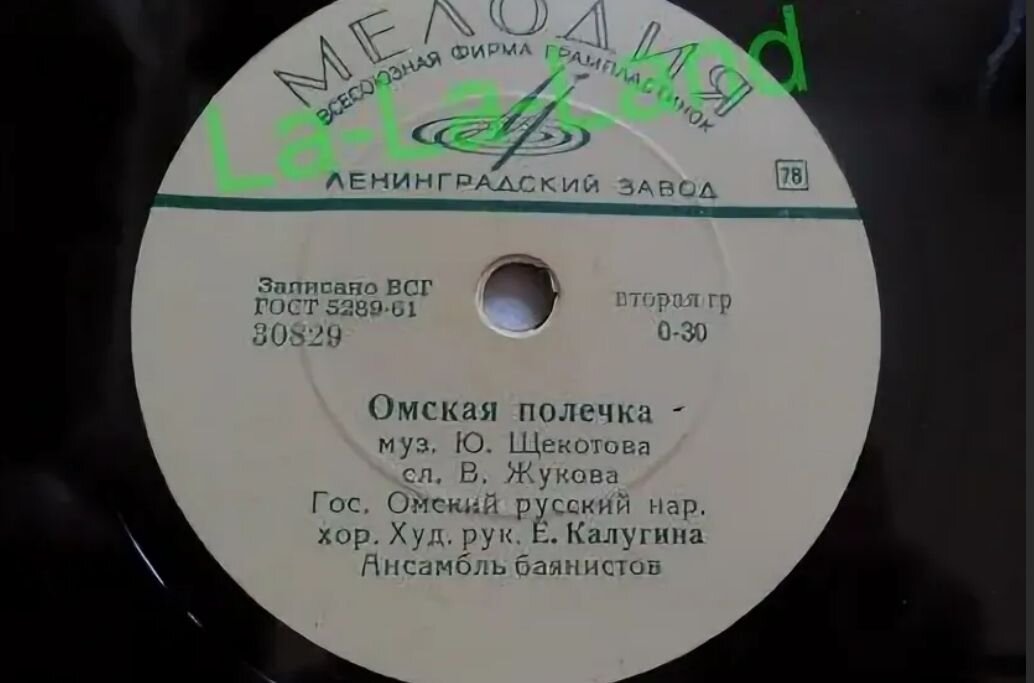 МЕЛОДИЯ
ВСЕСОЮЗНАЯ ФИРМА ГРАМПЛАСТИНОК
La-La-Land
ЛЕНИНГРАДСКИЙ ЗАВОД
78
Записано ВСГ
ГОСТ 5289-61
30829
вторая гр
0-30
Омская полечка -
муз. Ю. Щекотова
сл. В. Жукова
Гос. Омский русский нар.
хор. Худ. рук. Е. Калугина
Ансамбль баянистов